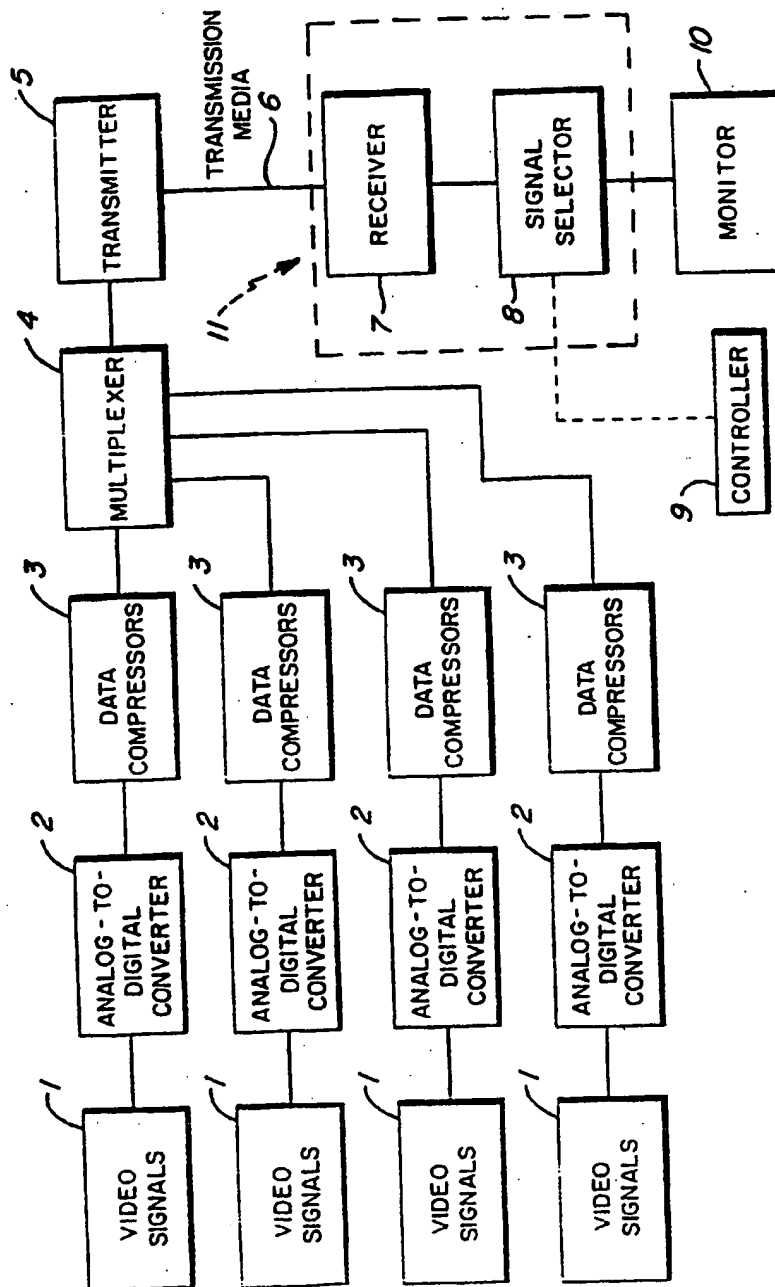 1
VIDEO
SIGNALS
2
ANALOG-TO-
DIGITAL
CONVERTER
3
DATA
COMPRESSORS
4
MULTIPLEXER
5
TRANSMITTER
1
VIDEO
SIGNALS
2
ANALOG-TO-
DIGITAL
CONVERTER
3
DATA
COMPRESSORS
TRANSMISSION
MEDIA
6
1
VIDEO
SIGNALS
2
ANALOG-TO-
DIGITAL
CONVERTER
3
DATA
COMPRESSORS
11
7
RECEIVER
1
VIDEO
SIGNALS
2
ANALOG-TO-
DIGITAL
CONVERTER
3
DATA
COMPRESSORS
8
SIGNAL
SELECTOR
9
CONTROLLER
10
MONITOR